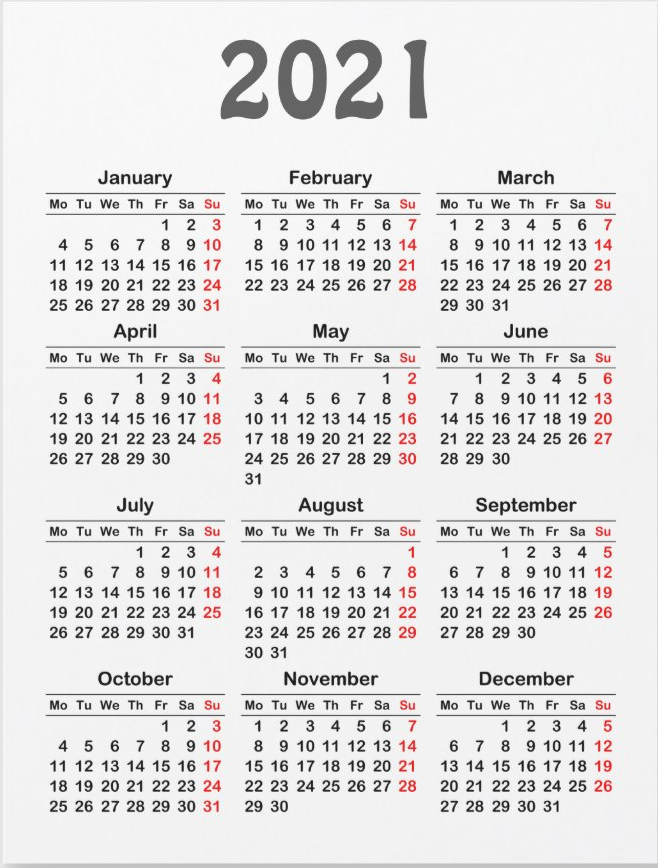 2021
January
Mo Tu We Th Fr Sa Su
1 2 3
4 5 6 7 8 9 10
11 12 13 14 15 16 17
18 19 20 21 22 23 24
25 26 27 28 29 30 31
February
Mo Tu We Th Fr Sa Su
1 2 3 4 5 6 7
8 9 10 11 12 13 14
15 16 17 18 19 20 21
22 23 24 25 26 27 28
March
Mo Tu We Th Fr Sa Su
1 2 3 4 5 6 7
8 9 10 11 12 13 14
15 16 17 18 19 20 21
22 23 24 25 26 27 28
29 30 31
April
Mo Tu We Th Fr Sa Su
1 2 3 4
5 6 7 8 9 10 11
12 13 14 15 16 17 18
19 20 21 22 23 24 25
26 27 28 29 30
May
Mo Tu We Th Fr Sa Su
1 2
3 4 5 6 7 8 9
10 11 12 13 14 15 16
17 18 19 20 21 22 23
24 25 26 27 28 29 30
31
June
Mo Tu We Th Fr Sa Su
1 2 3 4 5 6
7 8 9 10 11 12 13
14 15 16 17 18 19 20
21 22 23 24 25 26 27
28 29 30
July
Mo Tu We Th Fr Sa Su
1 2 3 4
5 6 7 8 9 10 11
12 13 14 15 16 17 18
19 20 21 22 23 24 25
26 27 28 29 30 31
August
Mo Tu We Th Fr Sa Su
1
2 3 4 5 6 7 8
9 10 11 12 13 14 15
16 17 18 19 20 21 22
23 24 25 26 27 28 29
30 31
September
Mo Tu We Th Fr Sa Su
1 2 3 4 5
6 7 8 9 10 11 12
13 14 15 16 17 18 19
20 21 22 23 24 25 26
27 28 29 30
October
Mo Tu We Th Fr Sa Su
1 2 3
4 5 6 7 8 9 10
11 12 13 14 15 16 17
18 19 20 21 22 23 24
25 26 27 28 29 30 31
November
Mo Tu We Th Fr Sa Su
1 2 3 4 5 6 7
8 9 10 11 12 13 14
15 16 17 18 19 20 21
22 23 24 25 26 27 28
29 30
December
Mo Tu We Th Fr Sa Su
1 2 3 4 5
6 7 8 9 10 11 12
13 14 15 16 17 18 19
20 21 22 23 24 25 26
27 28 29 30 31